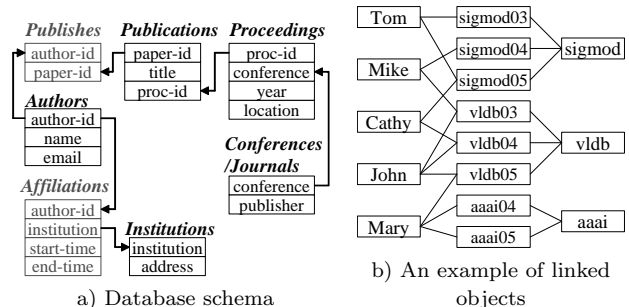 Publishes
author-id
paper-id
Publications
paper-id
title
proc-id
Proceedings
proc-id
conference
year
location
Authors
author-id
name
email
Conferences
/Journals
conference
publisher
Affiliations
author-id
institution
start-time
end-time
Institutions
institution
address
a) Database schema
Tom
Mike
Cathy
John
Mary
sigmod03
sigmod04
sigmod05
vldb03
vldb04
vldb05
aaai04
aaai05
sigmod
vldb
aaai
b) An example of linked
objects